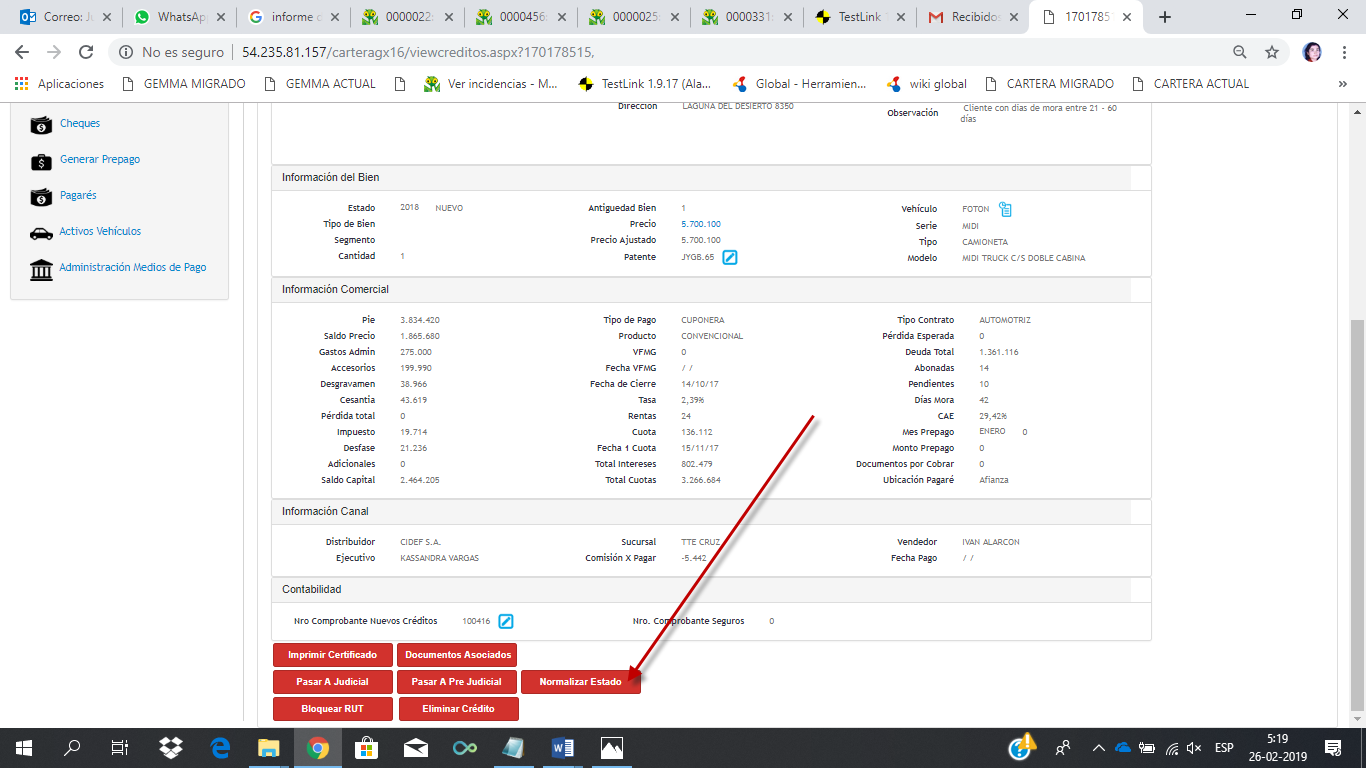 Correo: Ju
WhatsApp
informe d
0000022:
0000456:
0000025:
0000331:
TestLink 1
Recibidos
1701785
No es seguro
54.235.81.157/carteragx16/viewcreditos.aspx?170178515,
Aplicaciones
GEMMA MIGRADO
GEMMA ACTUAL
Ver incidencias - M...
TestLink 1.9.17 (Ala...
Global - Herramien...
wiki global
CARTERA MIGRADO
CARTERA ACTUAL
»
Cheques
Generar Prepago
Pagarés
Activos Vehículos
Administración Medios de Pago
Dirección LAGUNA DEL DESIERTO 8350
Observación Cliente con dias de mora entre 21 - 60
días
Información del Bien
Estado 2018 NUEVO Antiguedad Bien 1 Vehículo FOTON
Tipo de Bien Precio 5.700.100 Serie MIDI
Segmento Precio Ajustado 5.700.100 Tipo CAMIONETA
Cantidad 1 Patente JYGB.65 Modelo MIDI TRUCK C/S DOBLE CABINA
Información Comercial
Pie 3.834.420 Tipo de Pago CUPONERA Tipo Contrato AUTOMOTRIZ
Saldo Precio 1.865.680 Producto CONVENCIONAL Pérdida Esperada 0
Gastos Admin 275.000 VFMG 0 Deuda Total 1.361.116
Accesorios 199.990 Fecha VFMG / / Abonadas 14
Desgravamen 38.966 Fecha de Cierre 14/10/17 Pendientes 10
Cesantia 43.619 Tasa 2,39% Días Mora 42
Pérdida total 0 Rentas 24 CAE 29,42%
Impuesto 19.714 Cuota 136.112 Mes Prepago ENERO 0
Desfase 21.236 Fecha 1 Cuota 15/11/17 Monto Prepago 0
Adicionales 0 Total Intereses 802.479 Documentos por Cobrar 0
Saldo Capital 2.464.205 Total Cuotas 3.266.684 Ubicación Pagaré Afianza
Información Canal
Distribuidor CIDEF S.A. Sucursal TTE CRUZ Vendedor IVAN ALARCON
Ejecutivo KASSANDRA VARGAS Comisión X Pagar -5.442 Fecha Pago / /
Contabilidad
Nro Comprobante Nuevos Créditos 100416 Nro. Comprobante Seguros 0
Imprimir Certificado Documentos Asociados
Pasar A Judicial Pasar A Pre Judicial Normalizar Estado
Bloquear RUT Eliminar Crédito
ESP
5:19
26-02-2019